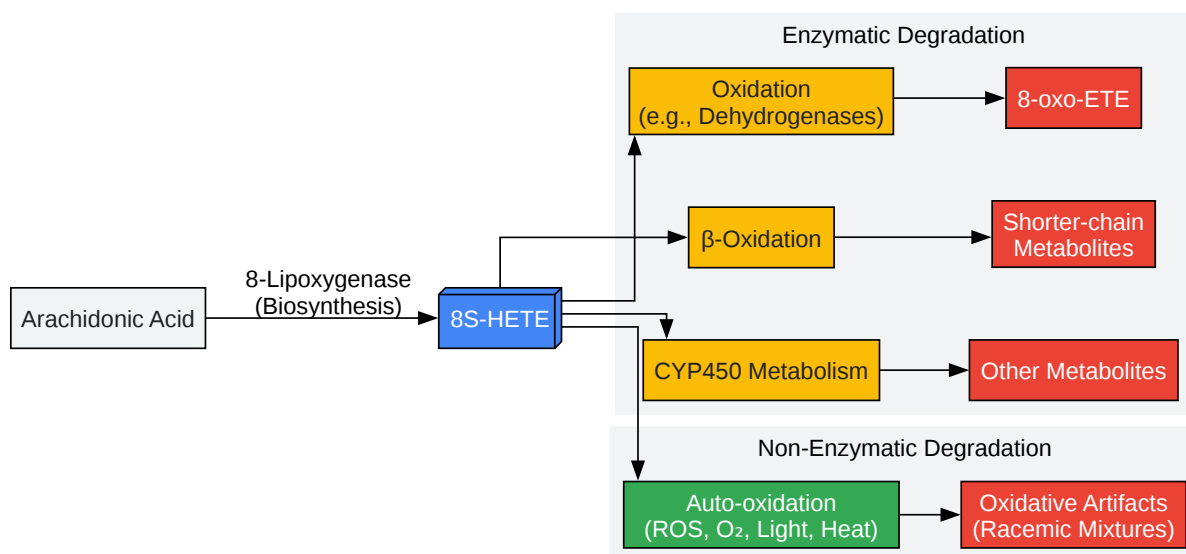 Enzymatic Degradation
Oxidation
(e.g., Dehydrogenases)
8-oxo-ETE
β-Oxidation
Shorter-chain
Metabolites
8-Lipoxygenase
(Biosynthesis)
Arachidonic Acid
8S-HETE
CYP450 Metabolism
Other Metabolites
Non-Enzymatic Degradation
Auto-oxidation
(ROS, O₂, Light, Heat)
Oxidative Artifacts
(Racemic Mixtures)